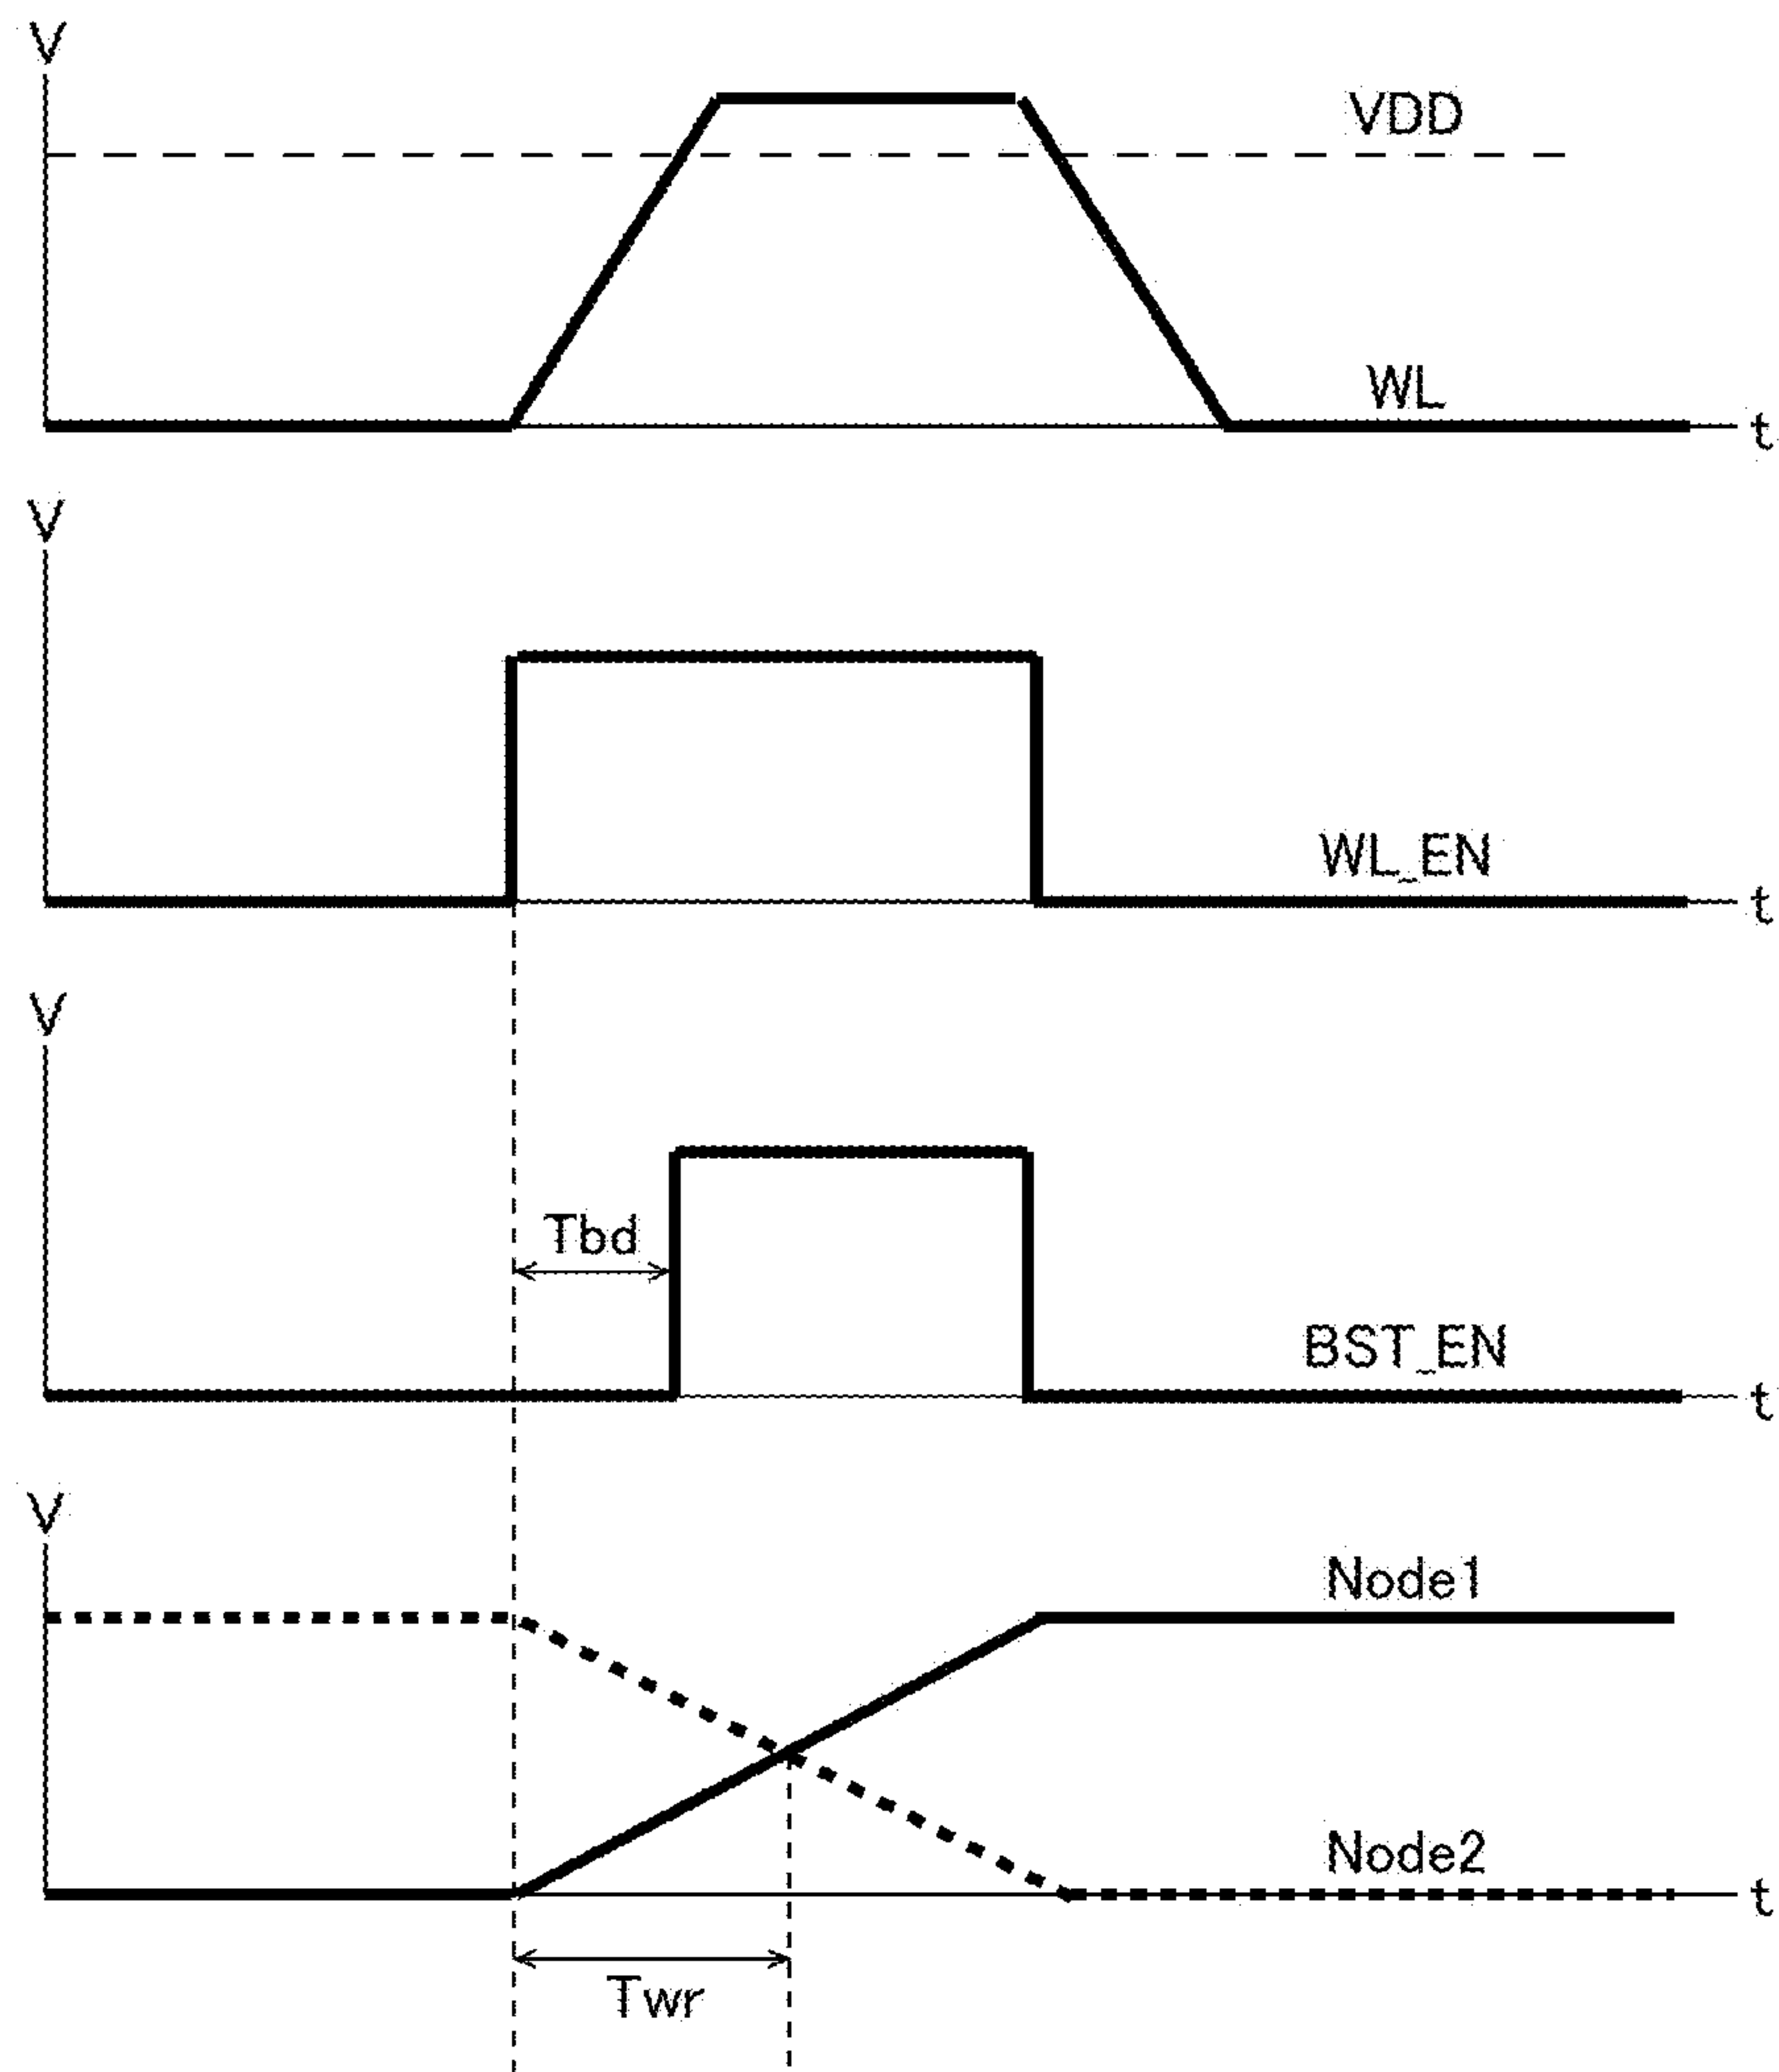 V
VDD
WL
t
V
WL_EN
t
V
Tbd
BST_EN
t
V
Node1
Node2
t
Twr